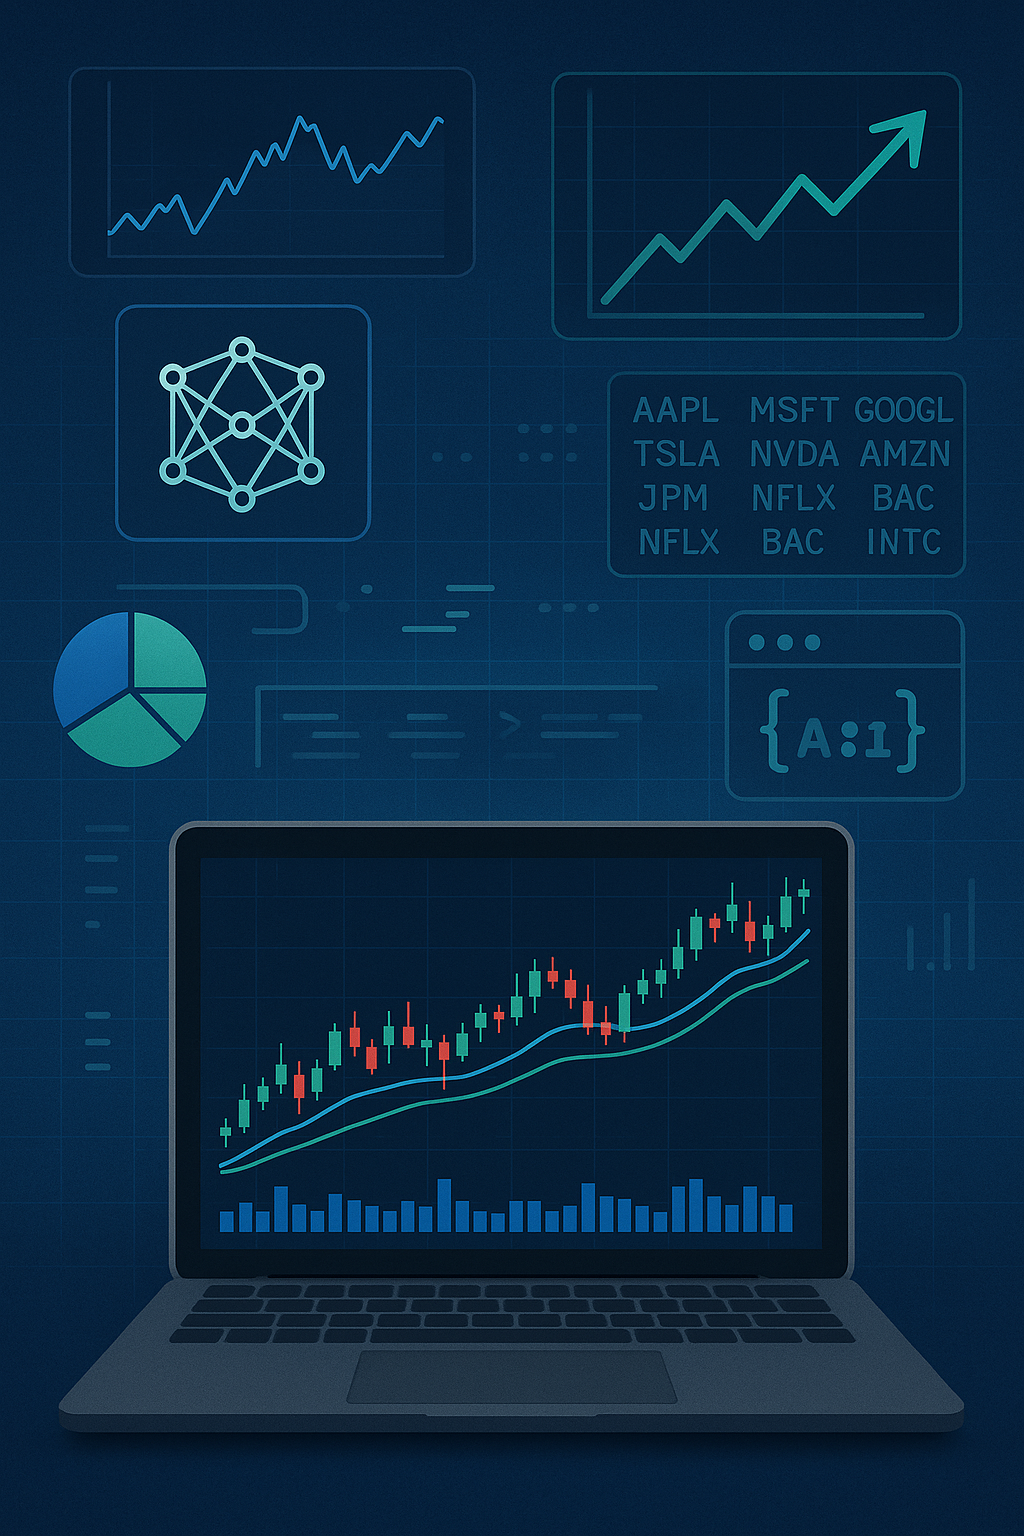 AAPL MSFT GOOGL
TSLA NVDA AMZN
JPM NFLX BAC
NFLX BAC INTC
>
{A:1}